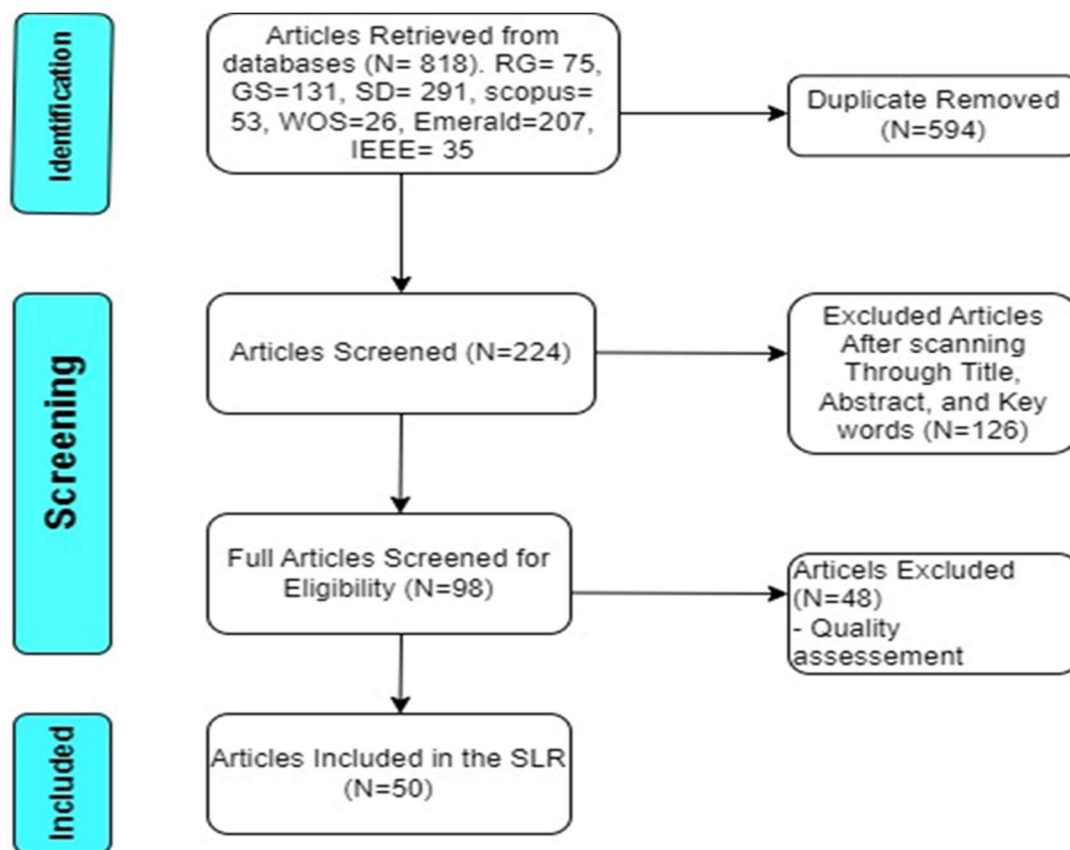 Identification
Articles Retrieved from
databases (N= 818). RG= 75,
GS=131, SD= 291, scopus=
53, WOS=26, Emerald=207,
IEEE= 35
Duplicate Removed
(N=594)
Screening
Articles Screened (N=224)
Excluded Articles
After scanning
Through Title,
Abstract, and Key
words (N=126)
Full Articles Screened for
Eligibility (N=98)
Articels Excluded
(N=48)
- Quality
assessement
Included
Articles Included in the SLR
(N=50)